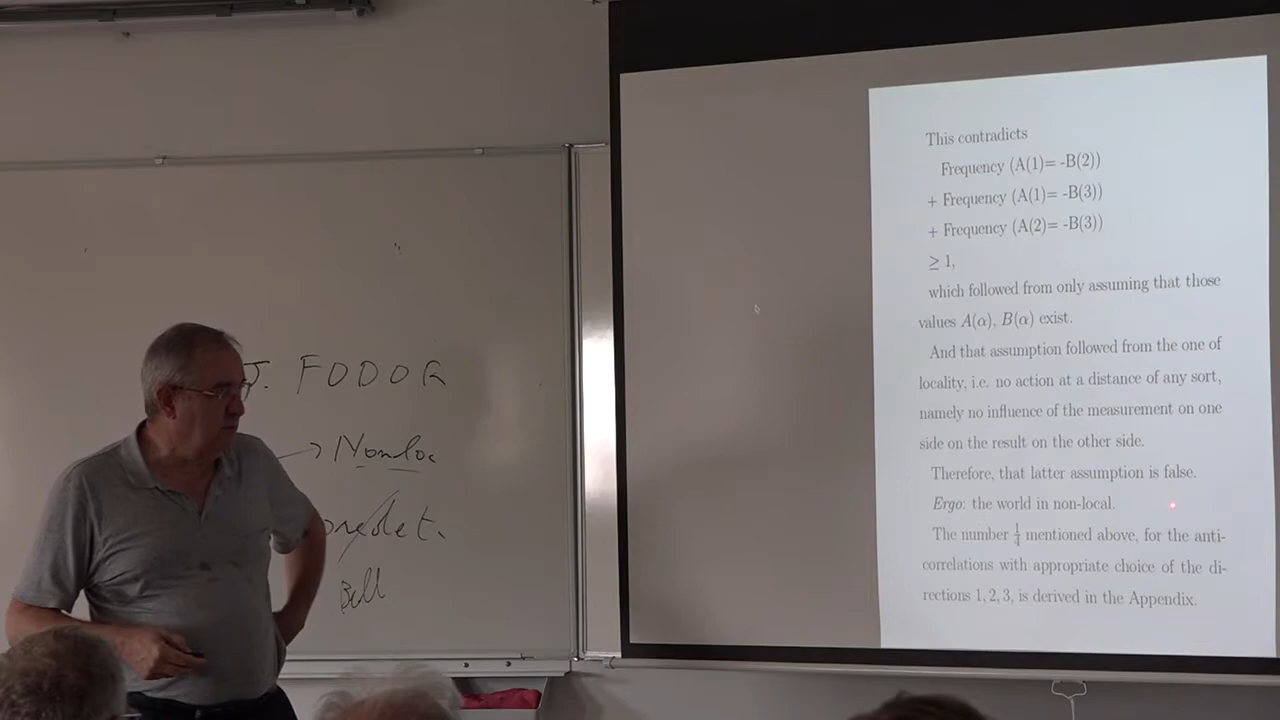 J. FODOR
→ Nonloc
Bell
This contradicts
Frequency (A(1)= -B(2))
+ Frequency (A(1)= -B(3))
+ Frequency (A(2)= -B(3))
≥ 1,
which followed from only assuming that those
values A(α), B(α) exist.
And that assumption followed from the one of
locality, i.e. no action at a distance of any sort,
namely no influence of the measurement on one
side on the result on the other side.
Therefore, that latter assumption is false.
Ergo: the world in non-local.
The number 1/4 mentioned above, for the anti-
correlations with appropriate choice of the di-
rections 1, 2, 3, is derived in the Appendix.